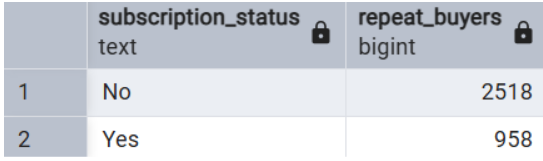 subscription_status repeat_buyers
text bigint
1 No 2518
2 Yes 958